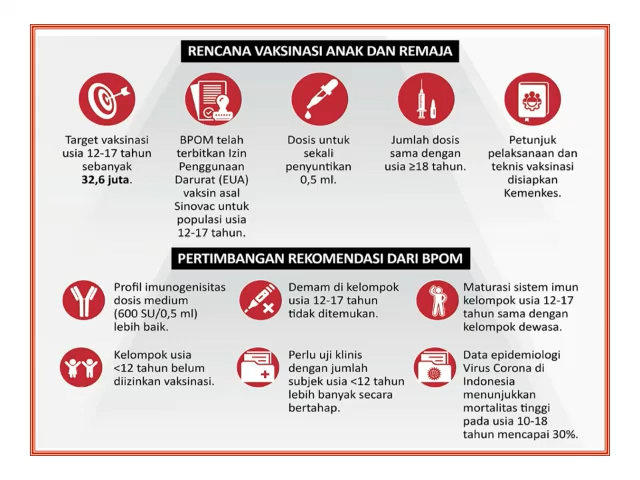 RENCANA VAKSINASI ANAK DAN REMAJA
Target vaksinasi
usia 12-17 tahun
sebanyak
32,6 juta.
BPOM telah
terbitkan Izin
Penggunaan
Darurat (EUA)
vaksin asal
Sinovac untuk
populasi usia
12-17 tahun.
Dosis untuk
sekali
penyuntikan
0,5 ml.
Jumlah dosis
sama dengan
usia ≥18 tahun.
Petunjuk
pelaksanaan dan
teknis vaksinasi
disiapkan
Kemenkes.
PERTIMBANGAN REKOMENDASI DARI BPOM
Profil imunogenisitas
dosis medium
(600 SU/0,5 ml)
lebih baik.
Demam di kelompok
usia 12-17 tahun
tidak ditemukan.
Maturasi sistem imun
kelompok usia 12-17
tahun sama dengan
kelompok dewasa.
Kelompok usia
<12 tahun belum
diizinkan vaksinasi.
Perlu uji klinis
dengan jumlah
subjek usia <12 tahun
lebih banyak secara
bertahap.
Data epidemiologi
Virus Corona di
Indonesia
menunjukkan
mortalitas tinggi
pada usia 10-18
tahun mencapai 30%.